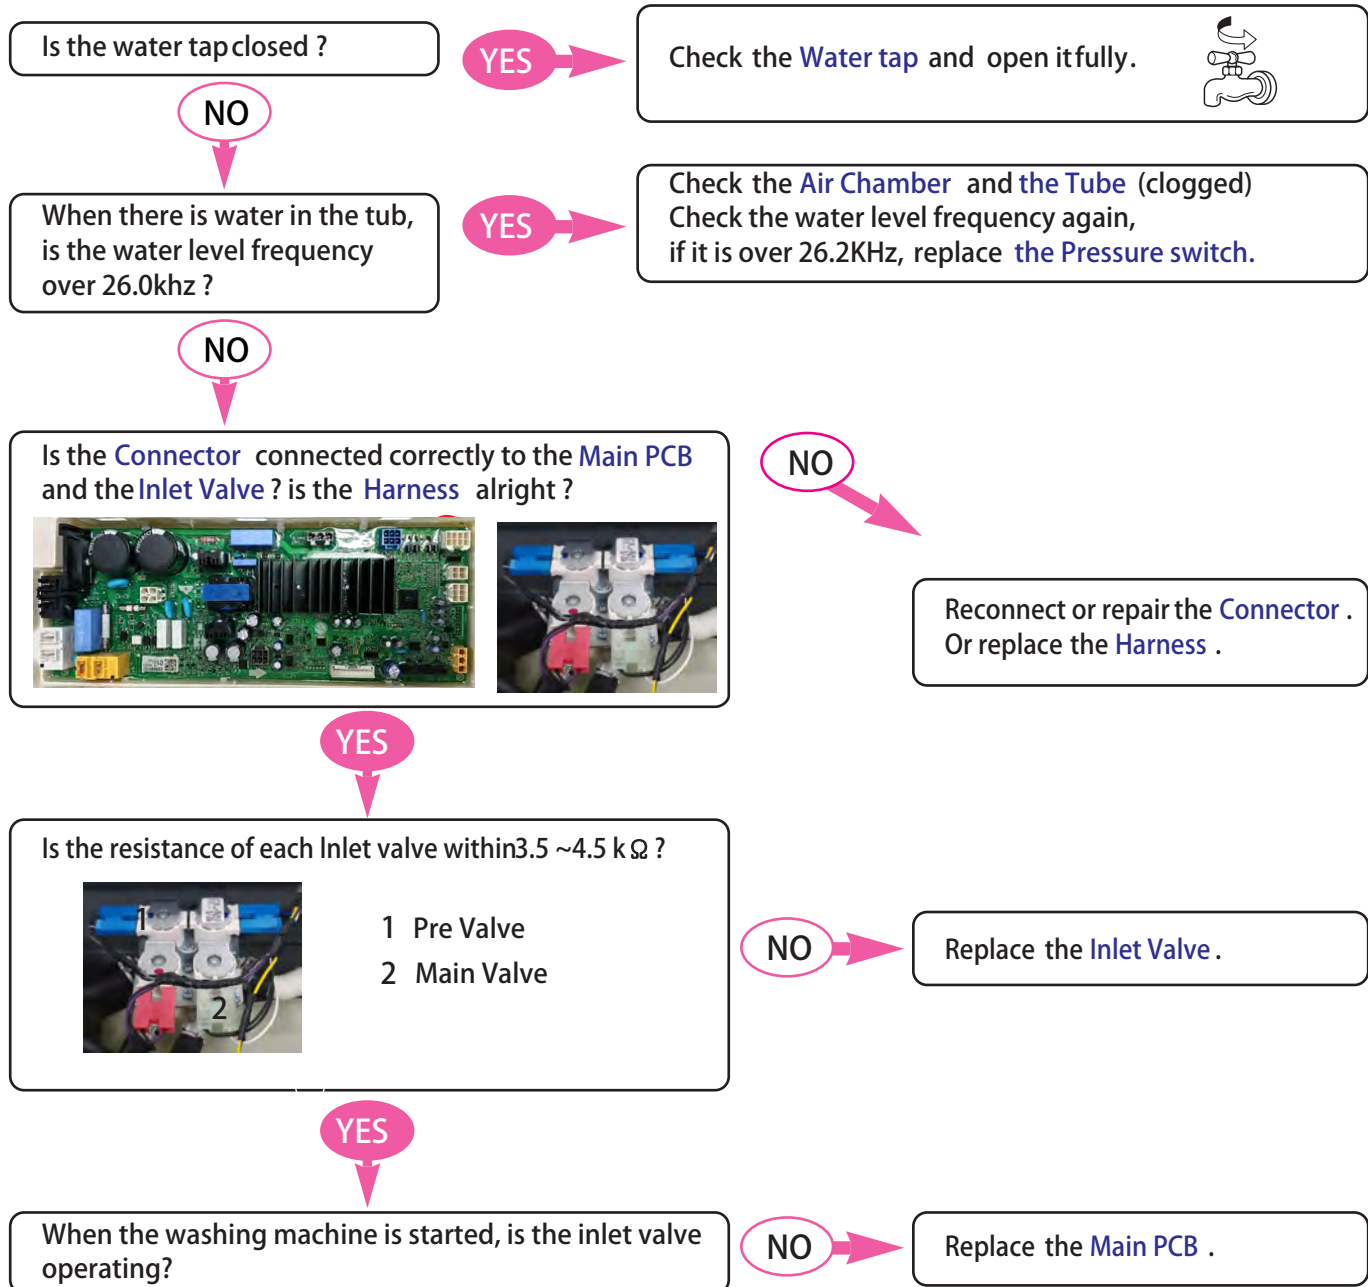 Is the water tap closed ?
YES
Check the Water tap and open it fully.
NO
When there is water in the tub,
is the water level frequency
over 26.0khz ?
YES
Check the Air Chamber and the Tube (clogged)
Check the water level frequency again,
if it is over 26.2KHz, replace the Pressure switch.
NO
Is the Connector connected correctly to the Main PCB
and the Inlet Valve ? is the Harness alright ?
NO
Reconnect or repair the Connector .
Or replace the Harness .
YES
Is the resistance of each Inlet valve within3.5 ~4.5 k Ω ?
1
2
1 Pre Valve
2 Main Valve
NO
Replace the Inlet Valve .
YES
When the washing machine is started, is the inlet valve
operating?
NO
Replace the Main PCB .